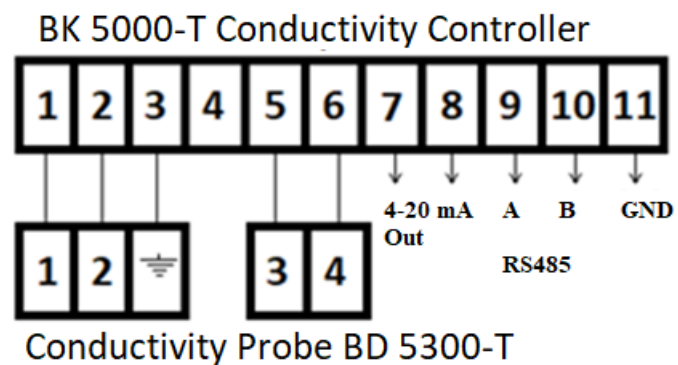 BK 5000-T Conductivity Controller
1 2 3 4 5 6 7 8 9 10 11
4-20 mA A B GND
Out
RS485
1 2 3 4
Conductivity Probe BD 5300-T